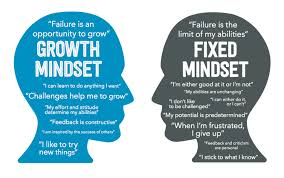 "Failure is an
opportunity to grow"
GROWTH
MINDSET
"I can learn to do anything I want"
"Challenges help me to grow"
"My effort and attitude
determine my abilities"
"Feedback is constructive"
"I am inspired by the success of others"
"I like to try
new things"
"Failure is the
limit of my abilities"
FIXED
MINDSET
"I'm either good at it or I'm not"
"My abilities are unchanging"
"I don't like
to be challenged"
"I can either do it,
or I can't"
"My potential is predetermined"
"When I'm frustrated,
I give up"
"Feedback and criticism
are personal"
"I stick to what I know"